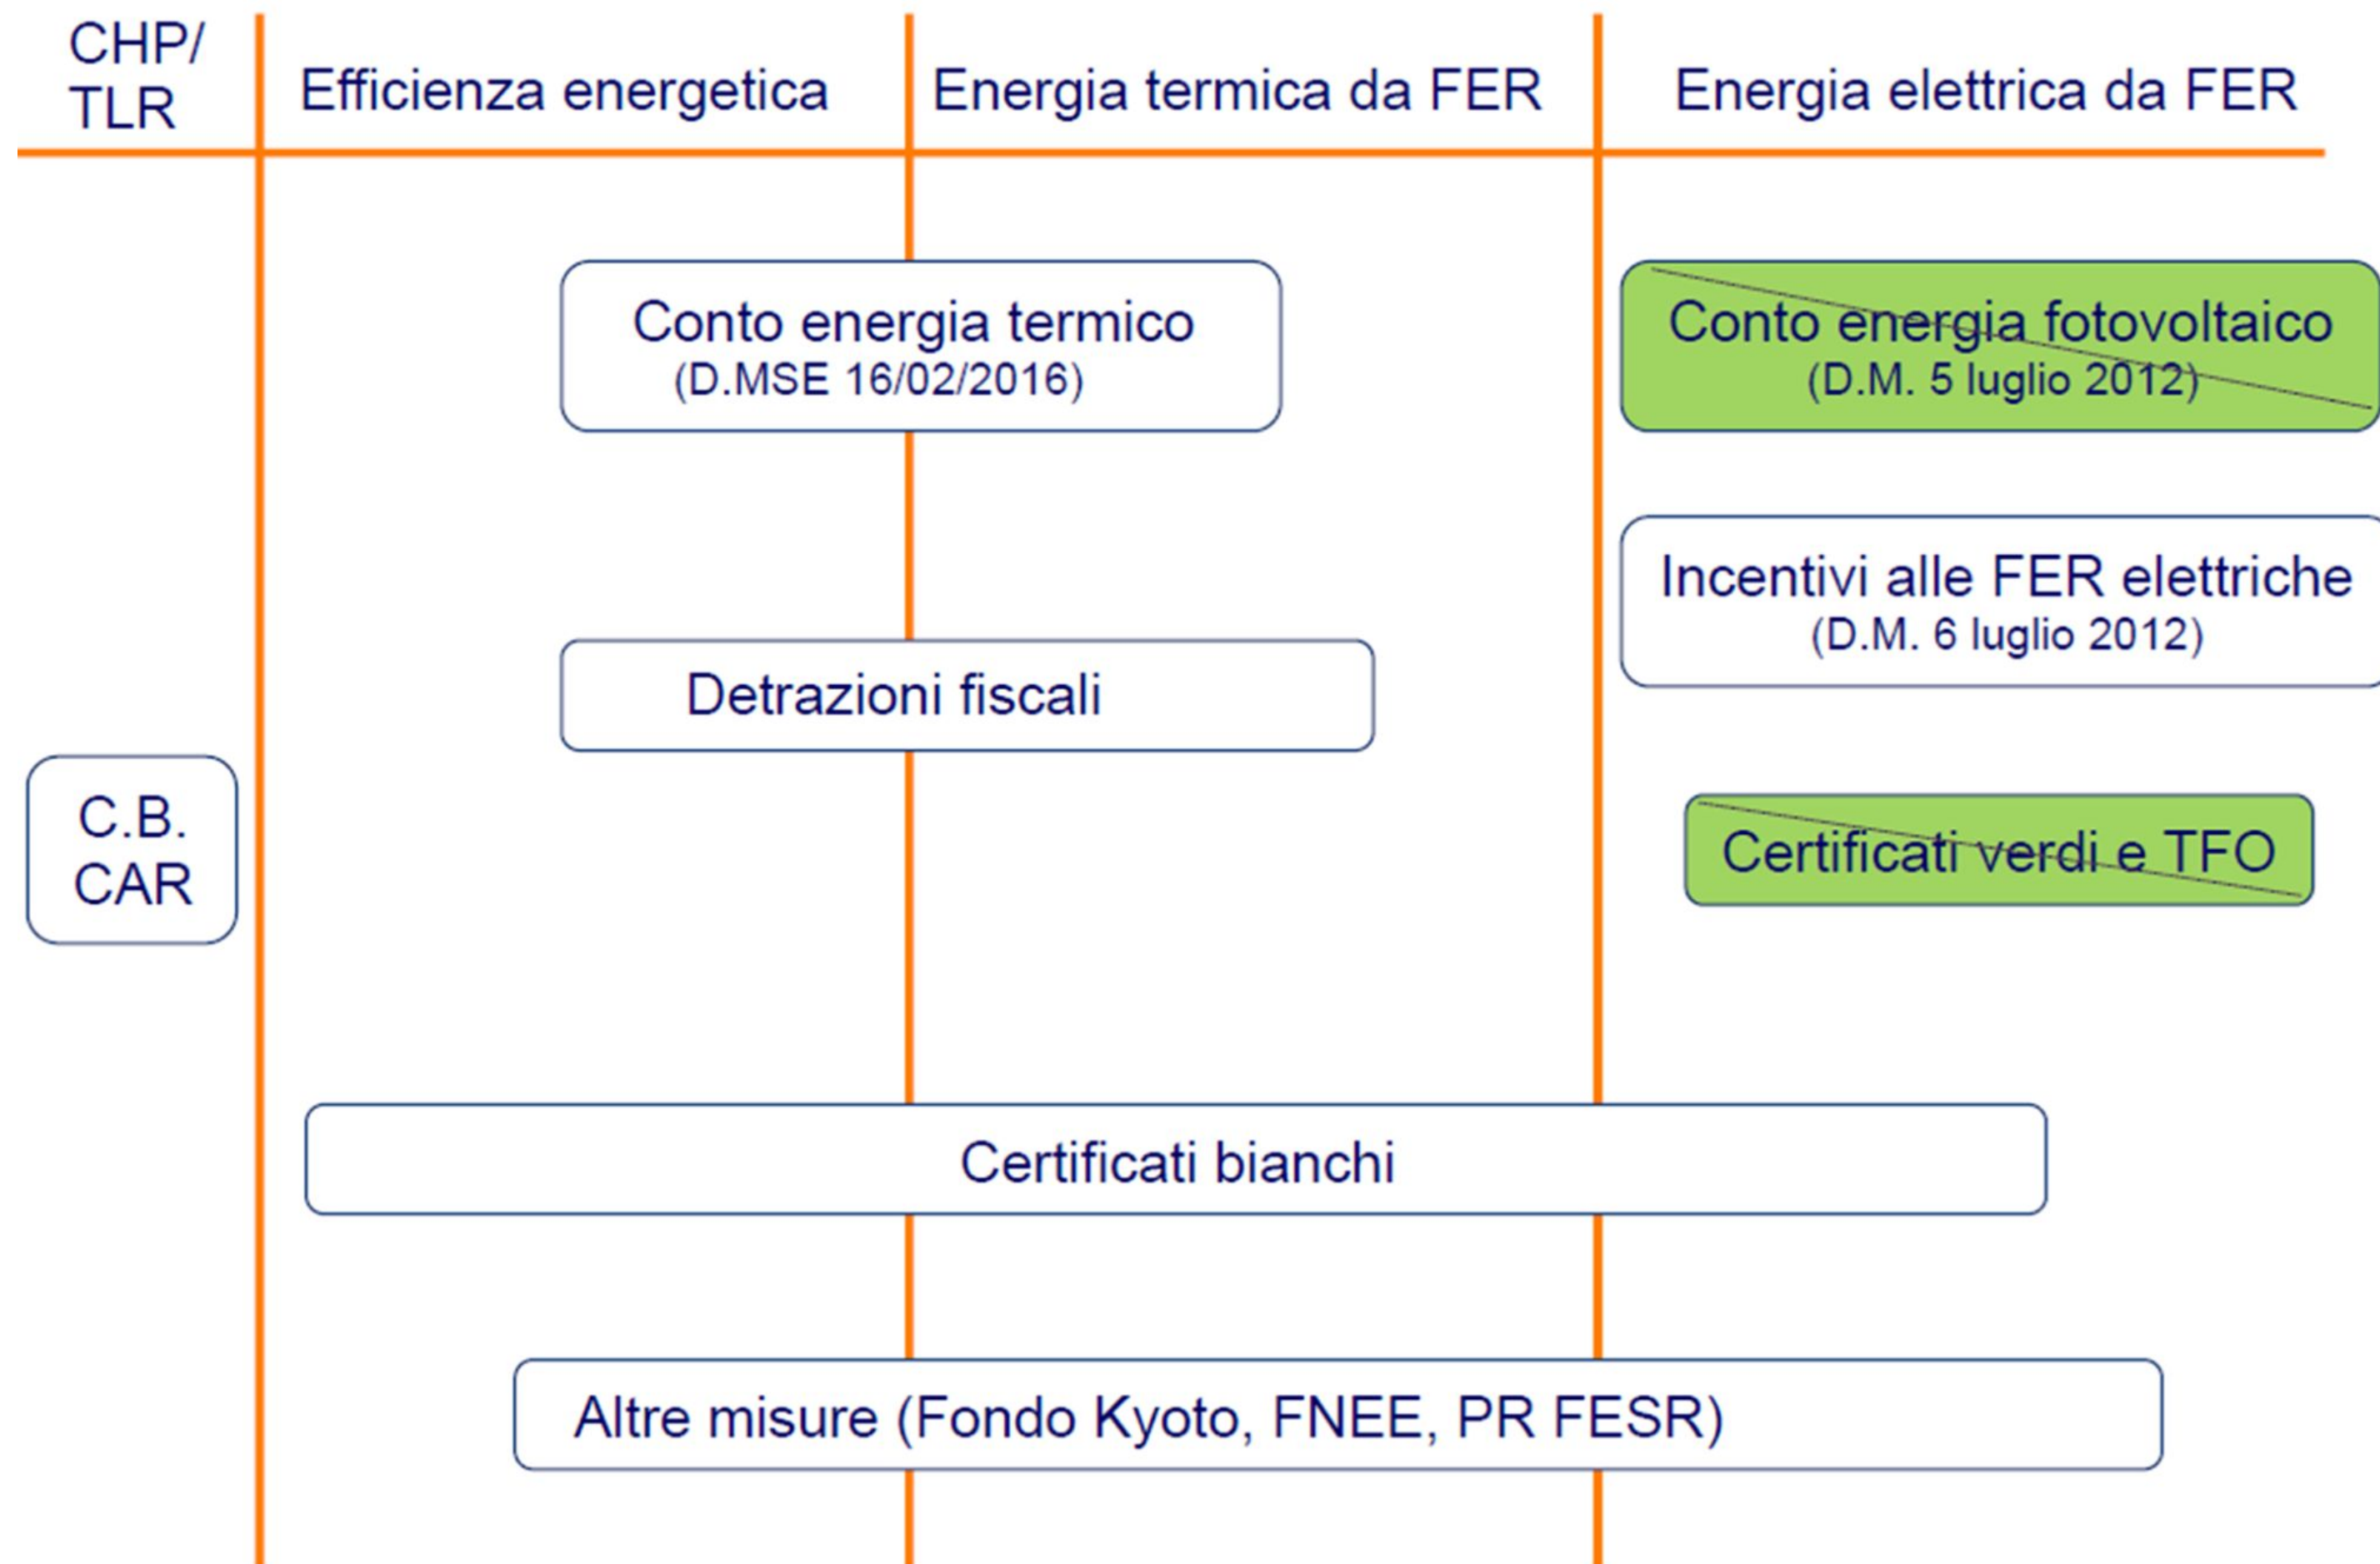 CHP/
TLR
Efficienza energetica
Energia termica da FER
Energia elettrica da FER
Conto energia termico
(D.MSE 16/02/2016)
Conto energia fotovoltaico
(D.M. 5 luglio 2012)
Incentivi alle FER elettriche
(D.M. 6 luglio 2012)
Detrazioni fiscali
C.B.
CAR
Certificati verdi e TFO
Certificati bianchi
Altre misure (Fondo Kyoto, FNEE, PR FESR)